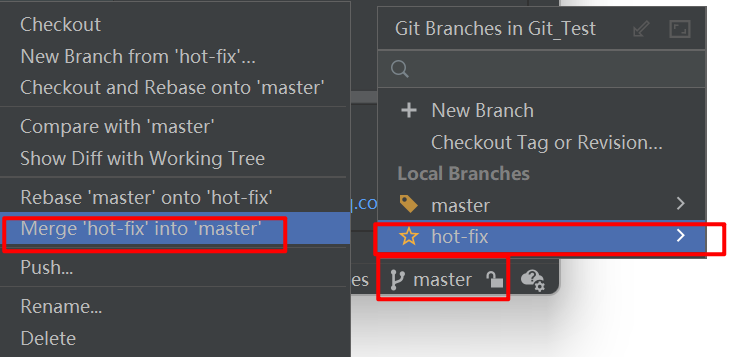 Checkout
New Branch from 'hot-fix'...
Checkout and Rebase onto 'master'
Compare with 'master'
Show Diff with Working Tree
Rebase 'master' onto 'hot-fix'
Merge 'hot-fix' into 'master'
Push...
Rename...
Delete
Git Branches in Git_Test
New Branch
Checkout Tag or Revision...
Local Branches
master
.co
hot-fix
es
master